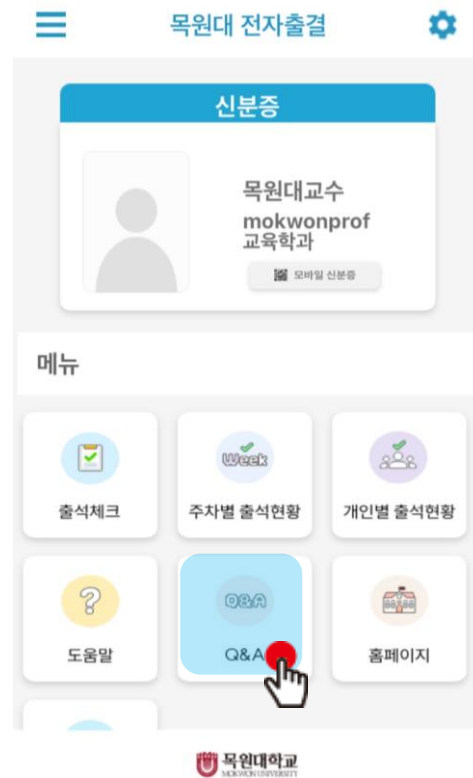 목원대 전자출결
신분증
목원대교수
mokwonprof
교육학과
모바일 신분증
메뉴
Week
출석체크
주차별 출석현황
개인별 출석현황
?
Q&A
도움말
Q&A
홈페이지
목원대학교
MOKWON UNIVERSITY